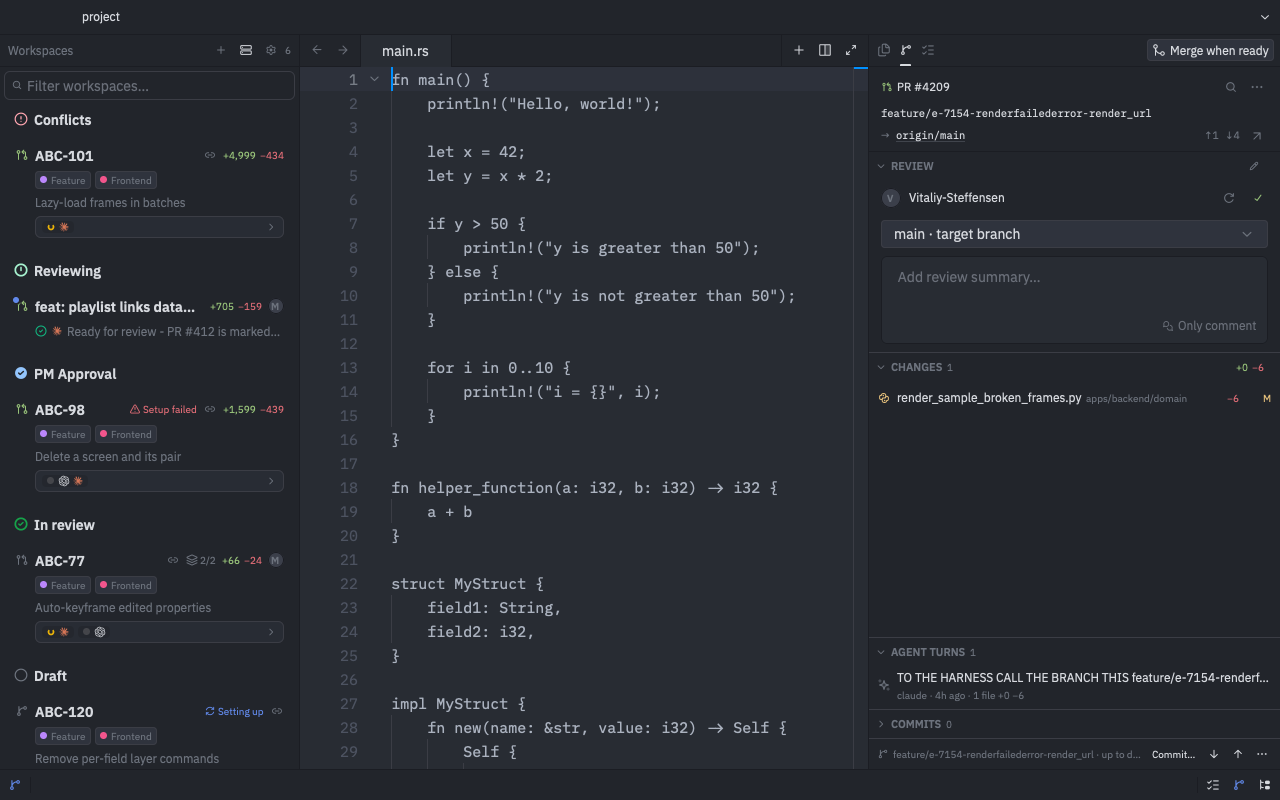 project
Workspaces
6
Filter workspaces...
Conflicts
ABC-101
+4,999 −434
Feature
Frontend
Lazy-load frames in batches
Reviewing
feat: playlist links data...
+705 −159
M
Ready for review - PR #412 is marked...
PM Approval
ABC-98
Setup failed
+1,599 −439
Feature
Frontend
Delete a screen and its pair
In review
ABC-77
2/2
+66 −24
M
Feature
Frontend
Auto-keyframe edited properties
Draft
ABC-120
Setting up
Feature
Frontend
Remove per-field layer commands
main.rs
1 fn main() {
2 println!("Hello, world!");
3
4 let x = 42;
5 let y = x * 2;
6
7 if y > 50 {
8 println!("y is greater than 50");
9 } else {
10 println!("y is not greater than 50");
11 }
12
13 for i in 0..10 {
14 println!("i = {}", i);
15 }
16 }
17
18 fn helper_function(a: i32, b: i32) -> i32 {
19 a + b
20 }
21
22 struct MyStruct {
23 field1: String,
24 field2: i32,
25 }
26
27 impl MyStruct {
28 fn new(name: &str, value: i32) -> Self {
29 Self {
Merge when ready
PR #4209
feature/e-7154-renderfailederror-render_url
→ origin/main
↑1 ↓4
REVIEW
V
Vitaliy-Steffensen
main · target branch
Add review summary...
Only comment
CHANGES 1
+0 −6
render_sample_broken_frames.py apps/backend/domain
−6
M
AGENT TURNS 1
TO THE HARNESS CALL THE BRANCH THIS feature/e-7154-renderf...
claude · 4h ago · 1 file +0 −6
COMMITS 0
feature/e-7154-renderfailederror-render_url · up to d...
Commit...